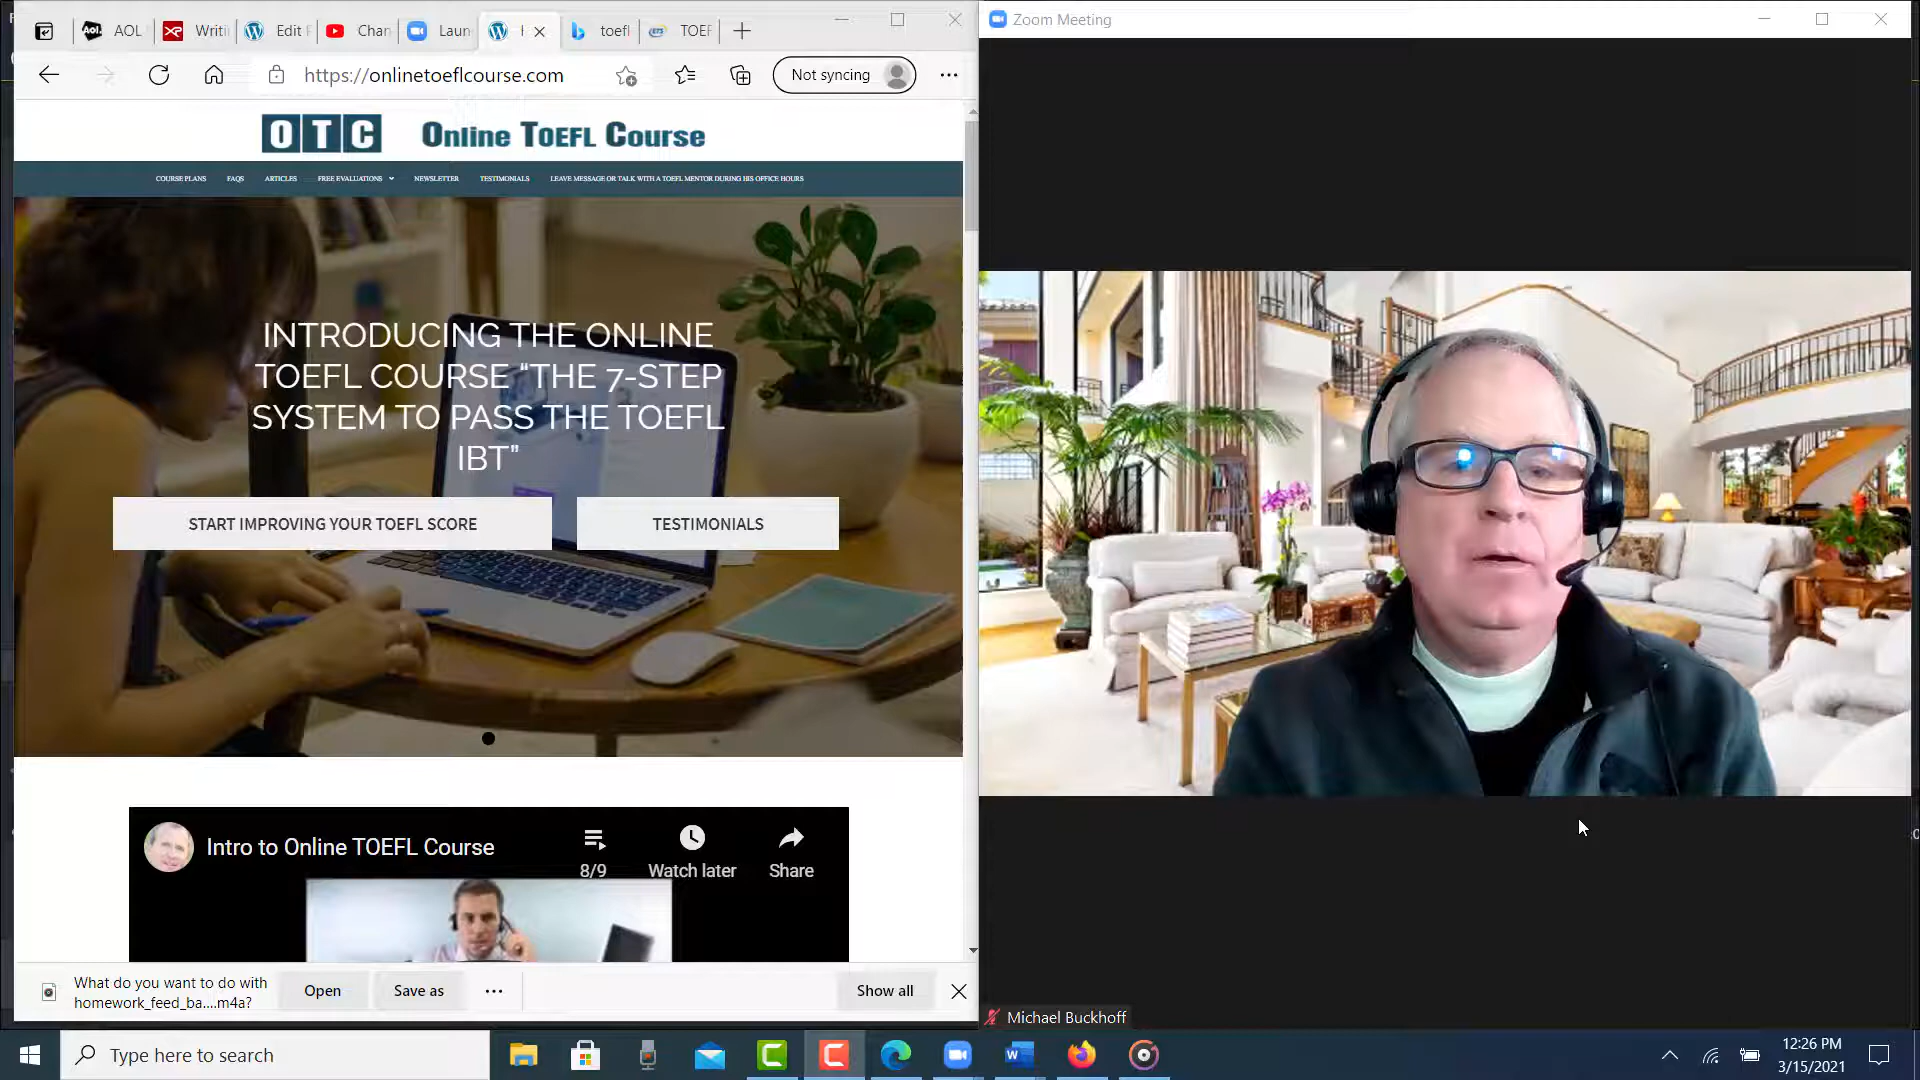 AOL
Writi
Edit
Chan
Laun
toefl
TOEF
https://onlinetoeflcourse.com
Not syncing
OTC Online TOEFL Course
COURSE PLANS
FAQS
ARTICLES
FREE EVALUATIONS
NEWSLETTER
TESTIMONIALS
LEAVE MESSAGE OR TALK WITH A TOEFL MENTOR DURING HIS OFFICE HOURS
INTRODUCING THE ONLINE
TOEFL COURSE “THE 7-STEP
SYSTEM TO PASS THE TOEFL
IBT”
START IMPROVING YOUR TOEFL SCORE
TESTIMONIALS
Intro to Online TOEFL Course
8/9
Watch later
Share
What do you want to do with
homework_feed_ba....m4a?
Open
Save as
Show all
Zoom Meeting
Michael Buckhoff
Type here to search
12:26 PM
3/15/2021